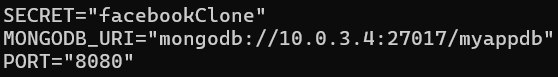 SECRET="facebookClone"
MONGODB_URI="mongodb://10.0.3.4:27017/myappdb"
PORT="8080"